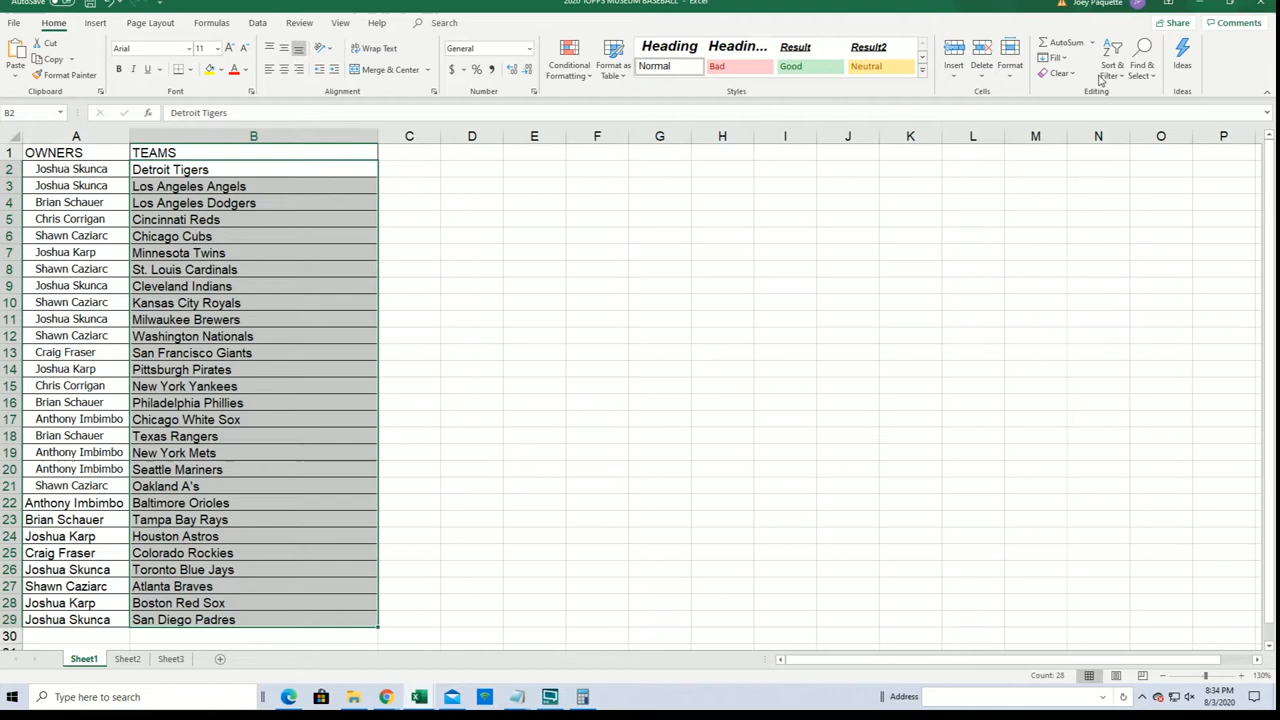 AutoSave
2020 TOPPS MUSEUM BASEBALL - Excel
Joey Paquette
JP
File Home Insert Page Layout Formulas Data Review View Help Search Share Comments
Paste
Cut
Copy
Format Painter
Clipboard
Arial 11
B I U
Font
Wrap Text
Merge & Center
Alignment
General
$ % ,
Number
Conditional Formatting
Format as Table
Heading Headin... Result Result2
Normal Bad Good Neutral
Styles
Insert Delete Format
Cells
AutoSum
Fill
Clear
Sort & Filter
Find & Select
Editing
Ideas
Ideas
B2 fx Detroit Tigers
A B C D E F G H I J K L M N O P
1 OWNERS TEAMS
2 Joshua Skunca Detroit Tigers
3 Joshua Skunca Los Angeles Angels
4 Brian Schauer Los Angeles Dodgers
5 Chris Corrigan Cincinnati Reds
6 Shawn Caziarc Chicago Cubs
7 Joshua Karp Minnesota Twins
8 Shawn Caziarc St. Louis Cardinals
9 Joshua Skunca Cleveland Indians
10 Shawn Caziarc Kansas City Royals
11 Joshua Skunca Milwaukee Brewers
12 Shawn Caziarc Washington Nationals
13 Craig Fraser San Francisco Giants
14 Joshua Karp Pittsburgh Pirates
15 Chris Corrigan New York Yankees
16 Brian Schauer Philadelphia Phillies
17 Anthony Imbimbo Chicago White Sox
18 Brian Schauer Texas Rangers
19 Anthony Imbimbo New York Mets
20 Anthony Imbimbo Seattle Mariners
21 Shawn Caziarc Oakland A's
22 Anthony Imbimbo Baltimore Orioles
23 Brian Schauer Tampa Bay Rays
24 Joshua Karp Houston Astros
25 Craig Fraser Colorado Rockies
26 Joshua Skunca Toronto Blue Jays
27 Shawn Caziarc Atlanta Braves
28 Joshua Karp Boston Red Sox
29 Joshua Skunca San Diego Padres
30
Sheet1 Sheet2 Sheet3
Count: 28 130%
Type here to search
Address
8:34 PM
8/3/2020